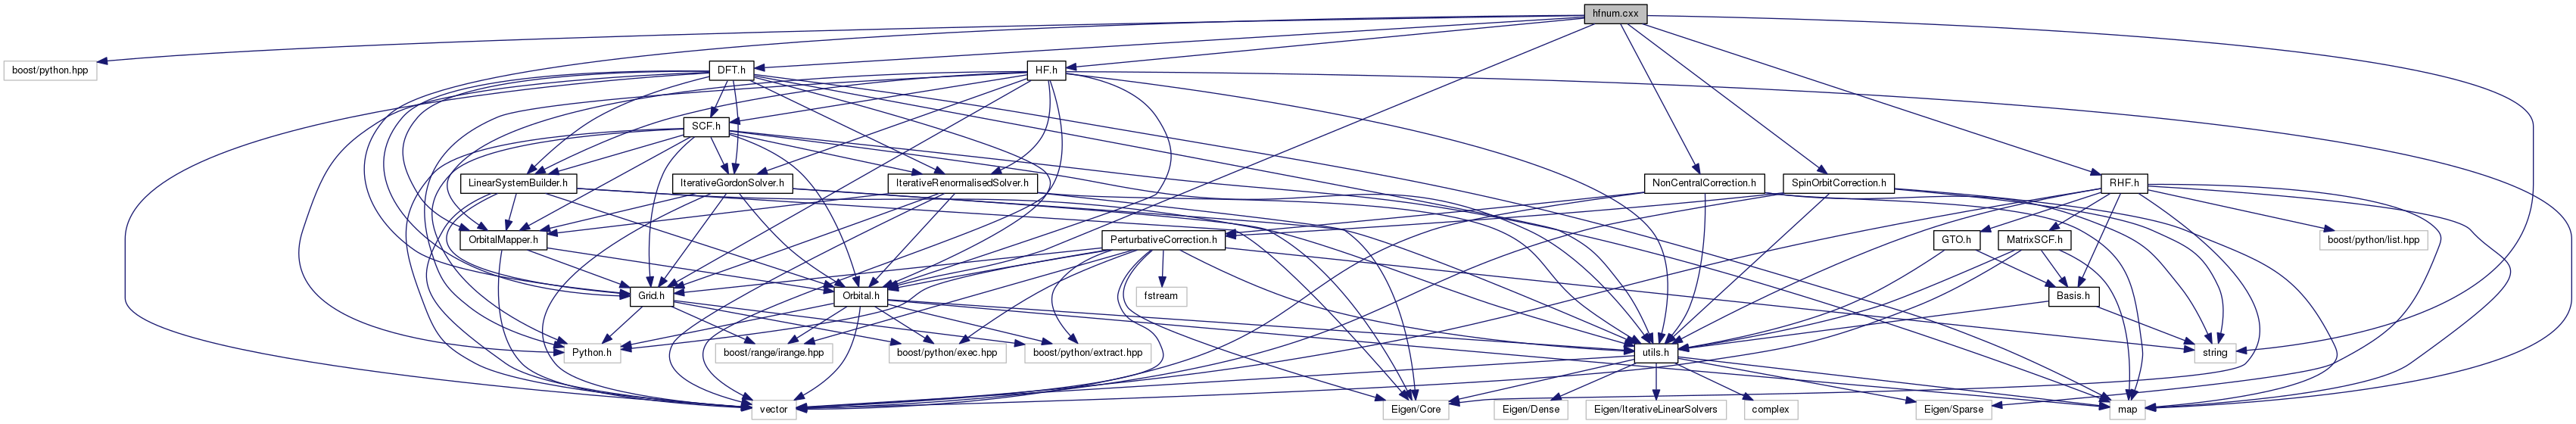 hfnum.cxx
boost/python.hpp
DFT.h
HF.h
SCF.h
LinearSystemBuilder.h
IterativeGordonSolver.h
IterativeRenormalisedSolver.h
NonCentralCorrection.h
SpinOrbitCorrection.h
RHF.h
OrbitalMapper.h
PerturbativeCorrection.h
GTO.h
MatrixSCF.h
boost/python/list.hpp
Grid.h
Orbital.h
fstream
Basis.h
Python.h
boost/range/irange.hpp
boost/python/exec.hpp
boost/python/extract.hpp
utils.h
string
vector
Eigen/Core
Eigen/Dense
Eigen/IterativeLinearSolvers
complex
Eigen/Sparse
map